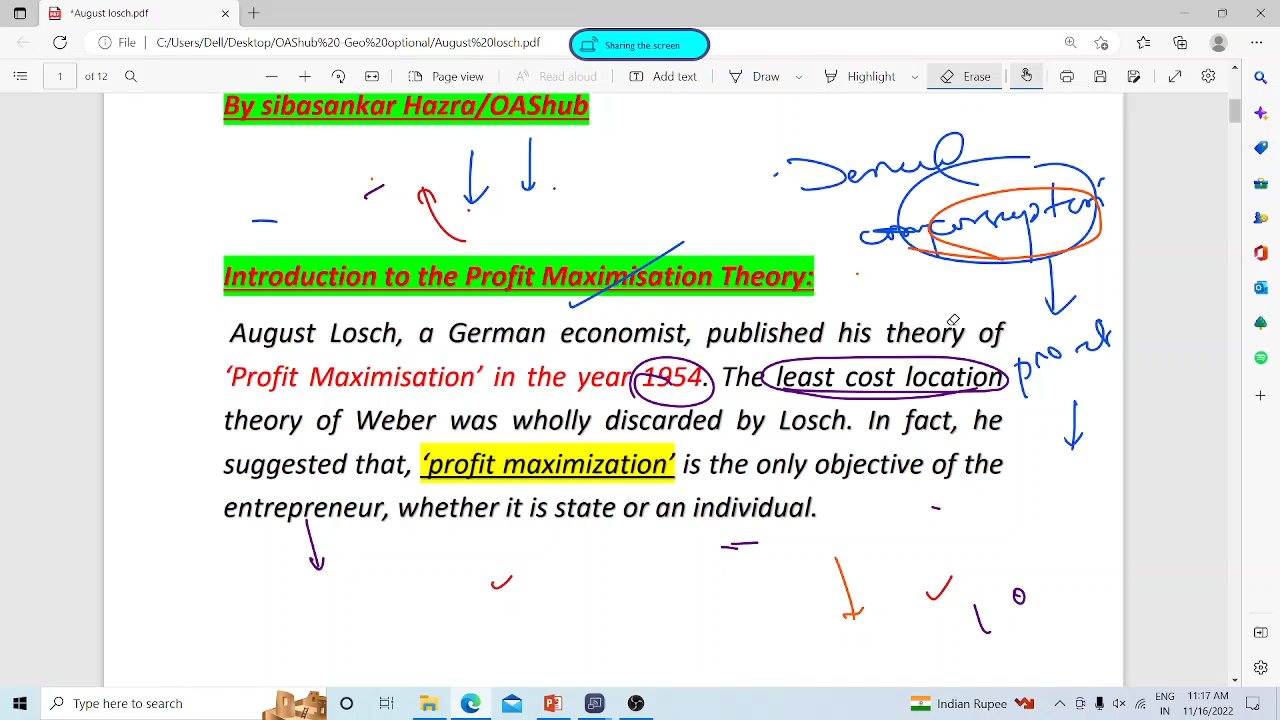 *August losch.pdf
File
C:/Users/Dell/Desktop/OAShub%20.Geo%20optional/August%20losch.pdf
Sharing the screen
1 of 12
Page view
Read aloud
Add text
Draw
Highlight
Erase
By sibasankar Hazra/OAShub
Introduction to the Profit Maximisation Theory:
August Losch, a German economist, published his theory of
‘Profit Maximisation’ in the year 1954. The least cost location
theory of Weber was wholly discarded by Losch. In fact, he
suggested that, ‘profit maximization’ is the only objective of the
entrepreneur, whether it is state or an individual.
Type here to search
Indian Rupee
ENG
IN
11:17 AM
11/16/2022